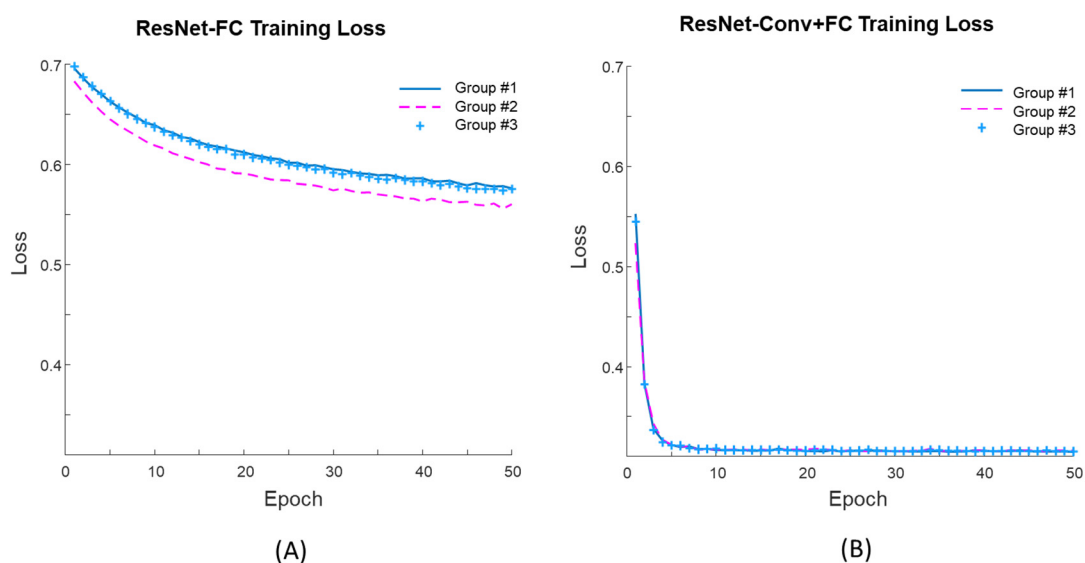 ResNet-FC Training Loss
0.7
0.6
0.5
0.4
Loss
0
10
20
30
40
50
Epoch
Group #1
Group #2
Group #3
(A)
ResNet-Conv+FC Training Loss
0.7
0.6
0.5
0.4
Loss
0
10
20
30
40
50
Epoch
Group #1
Group #2
Group #3
(B)